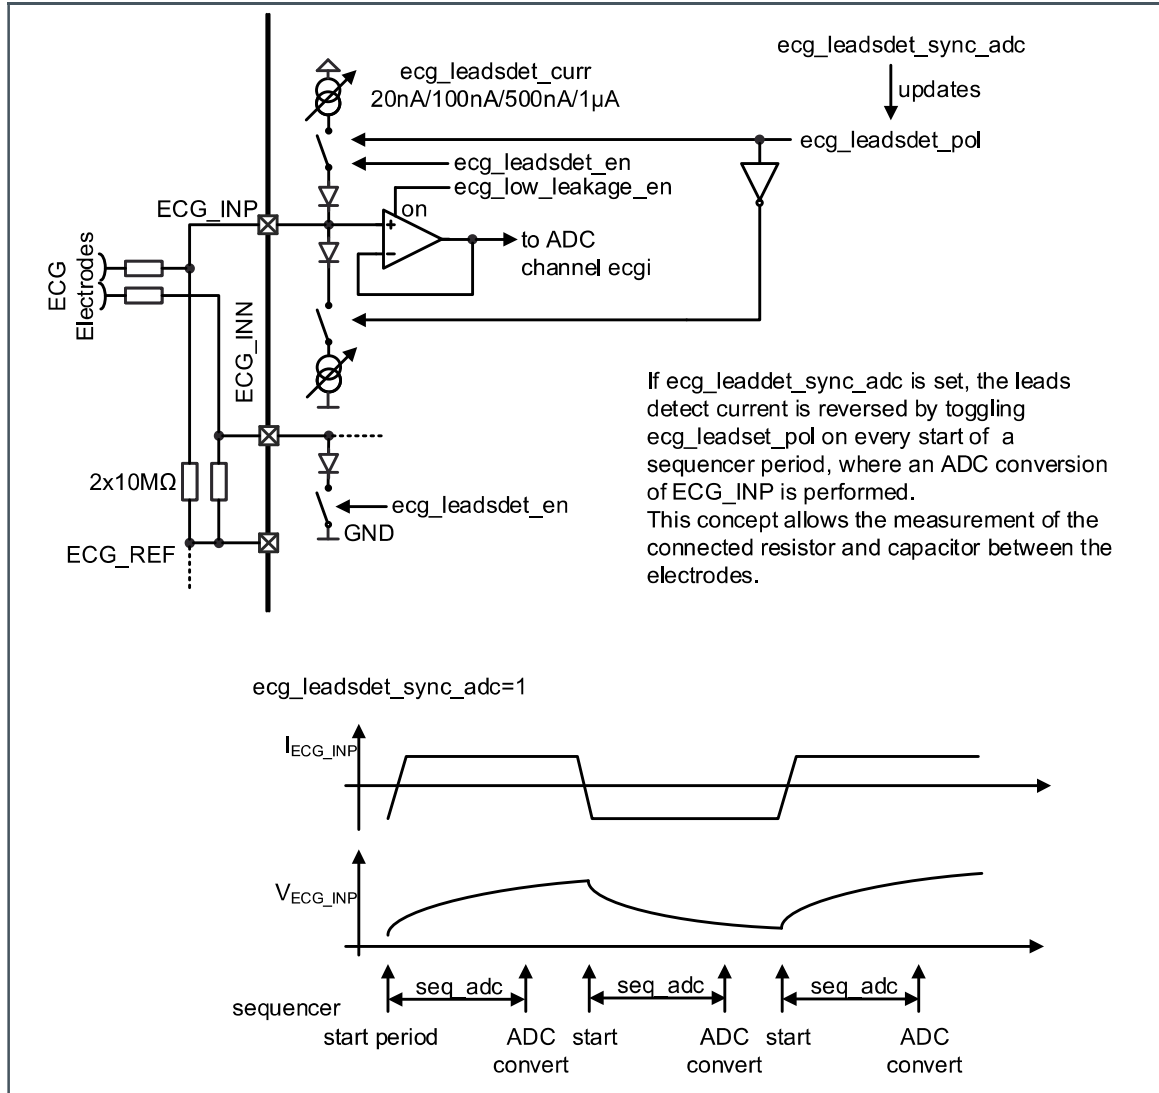 ecg_leadsdet_sync_adc
ecg_leadsdet_curr
20nA/100nA/500nA/1µA
updates
ecg_leadsdet_pol
ecg_leadsdet_en
ecg_low_leakage_en
on
ECG_INP
+
−
to ADC
channel ecgi
ECG
Electrodes
ECG_INN
If ecg_leaddet_sync_adc is set, the leads
detect current is reversed by toggling
ecg_leadset_pol on every start of a
sequencer period, where an ADC conversion
of ECG_INP is performed.
This concept allows the measurement of the
connected resistor and capacitor between the
electrodes.
2x10MΩ
ecg_leadsdet_en
GND
ECG_REF
ecg_leadsdet_sync_adc=1
IECG_INP
VECG_INP
seq_adc seq_adc seq_adc
sequencer
start period ADC start ADC start ADC
convert convert convert